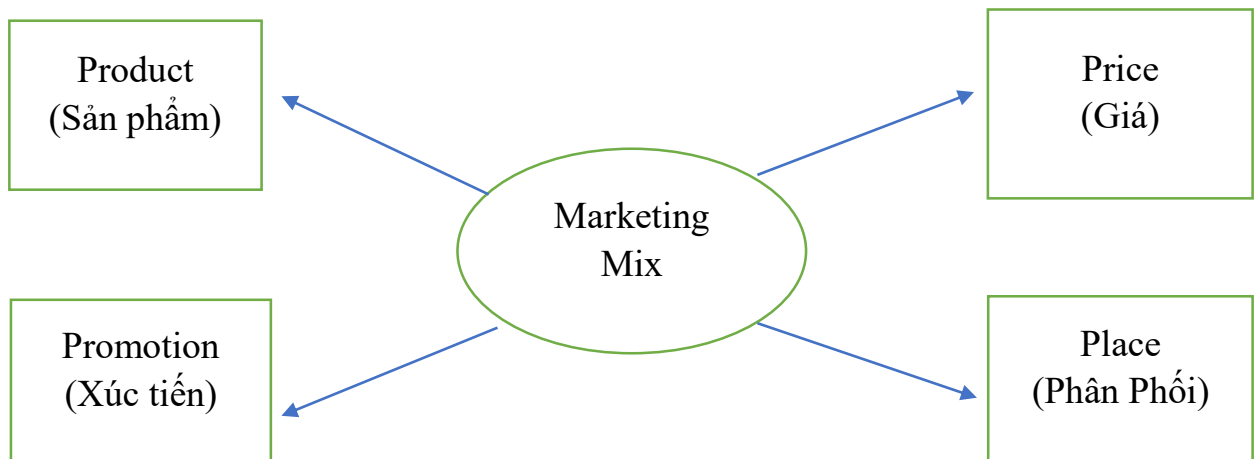 Product
(Sản phẩm)
Price
(Giá)
Marketing
Mix
Promotion
(Xúc tiến)
Place
(Phân Phối)